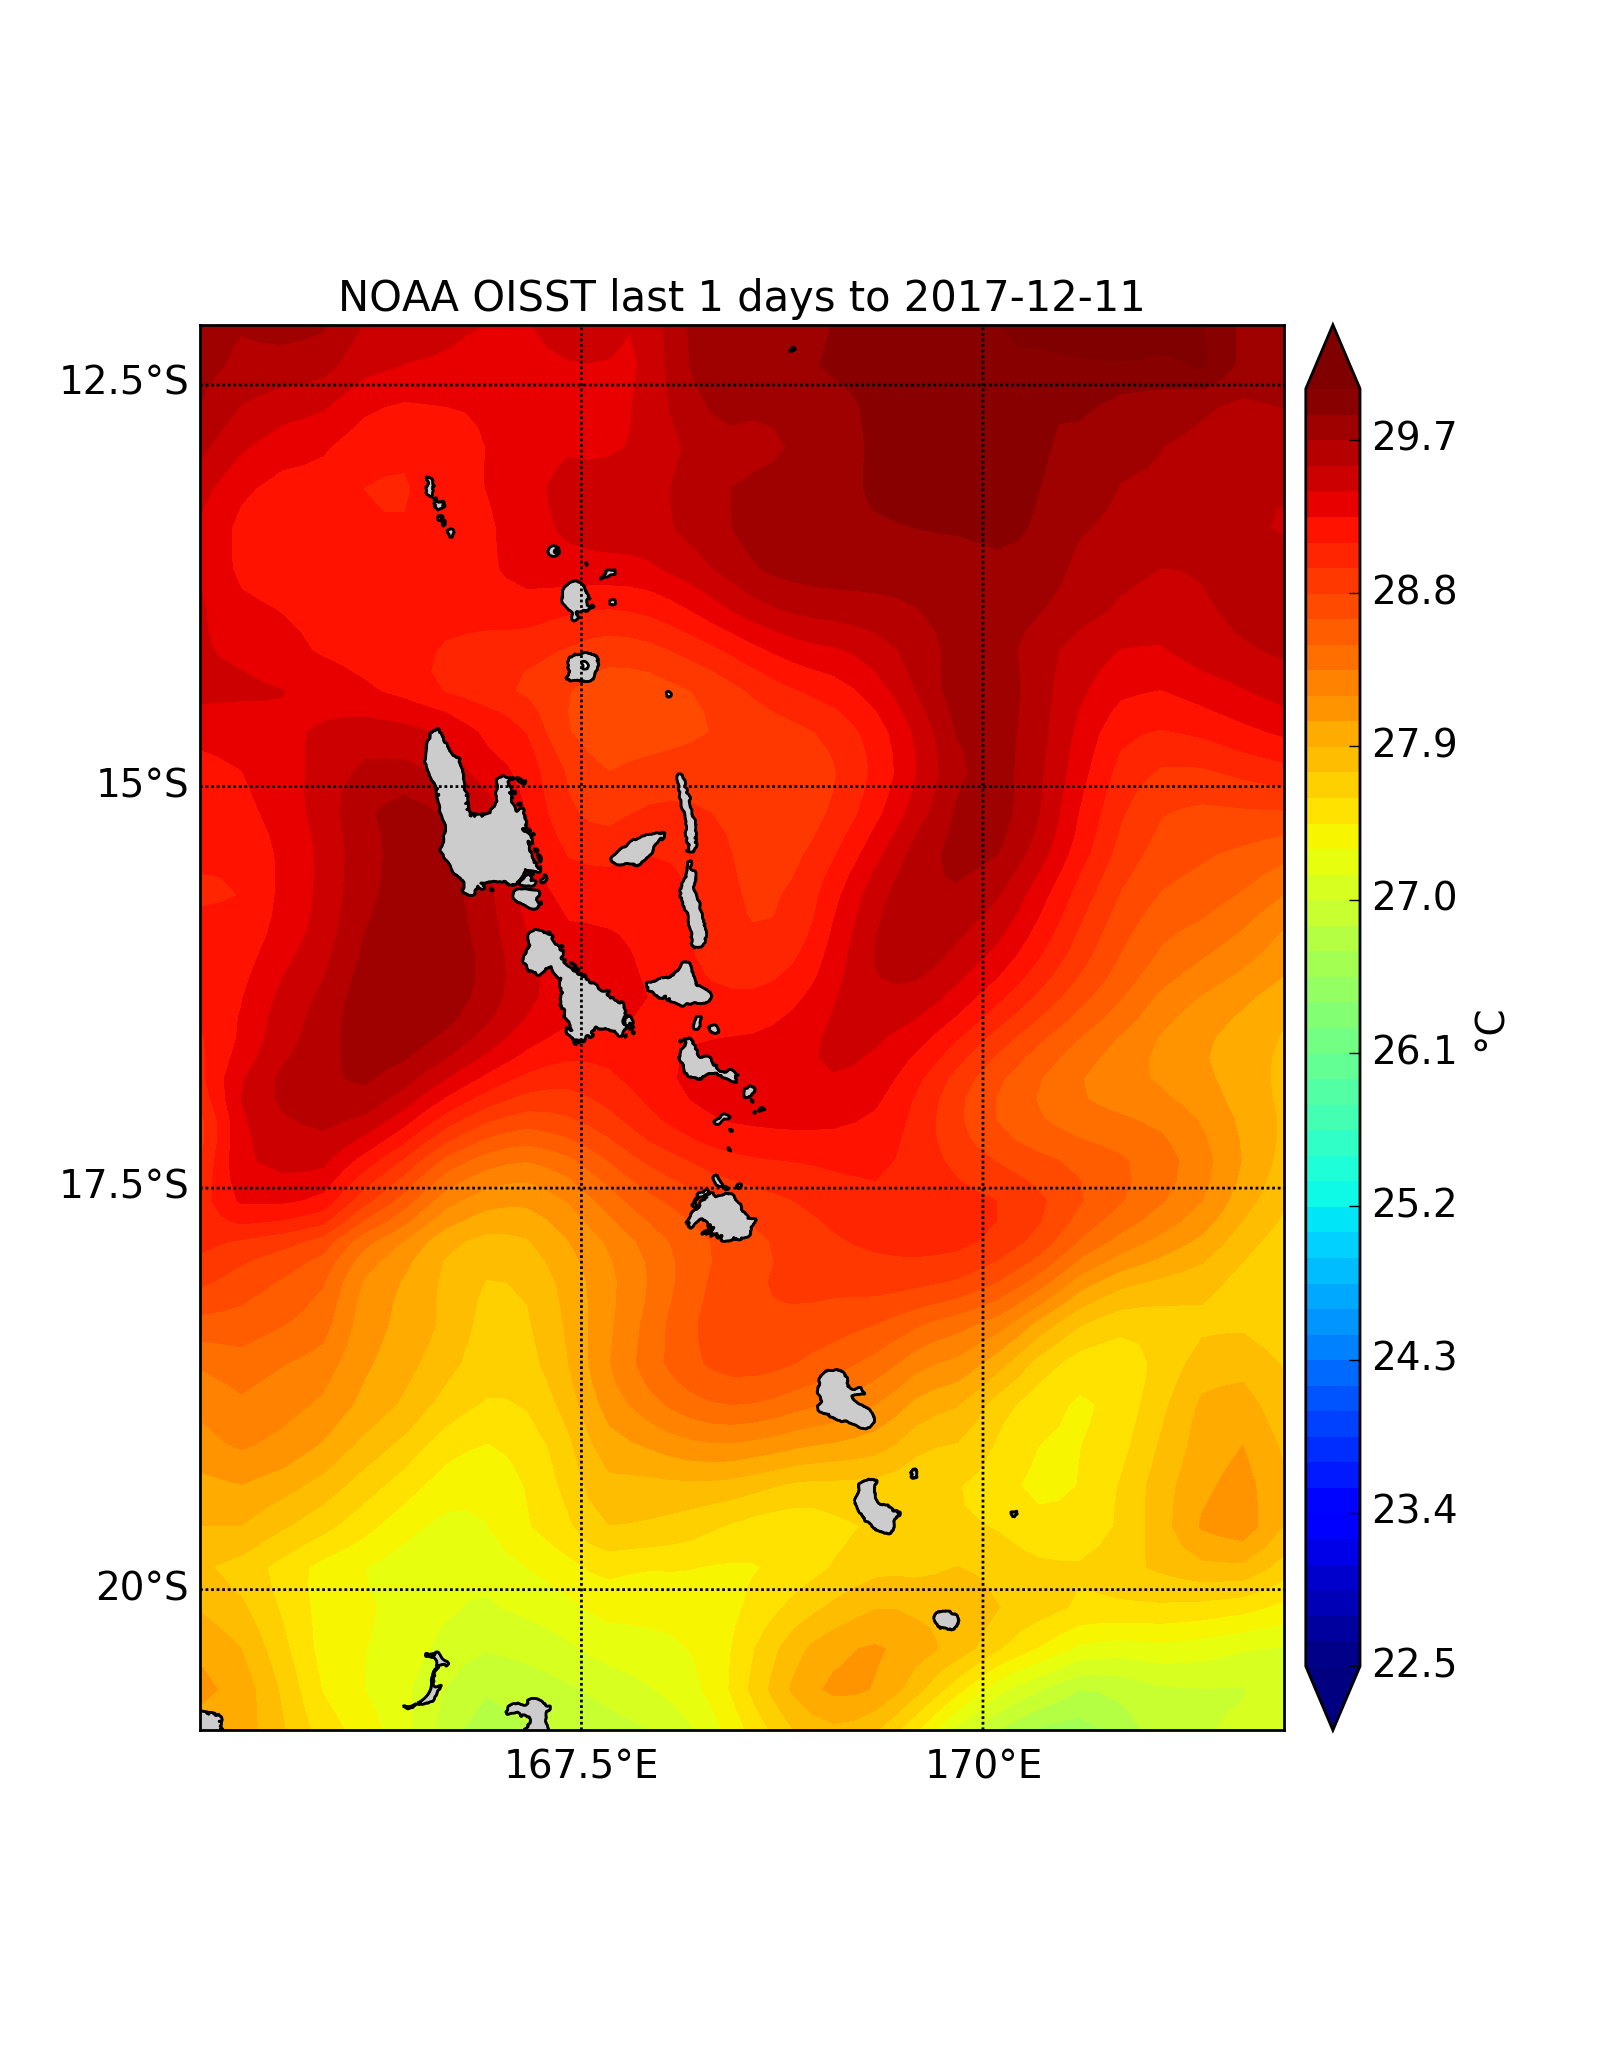 NOAA OISST last 1 days to 2017-12-11
12.5°S
15°S
17.5°S
20°S
167.5°E
170°E
29.7
28.8
27.9
27.0
26.1
25.2
24.3
23.4
22.5
°C